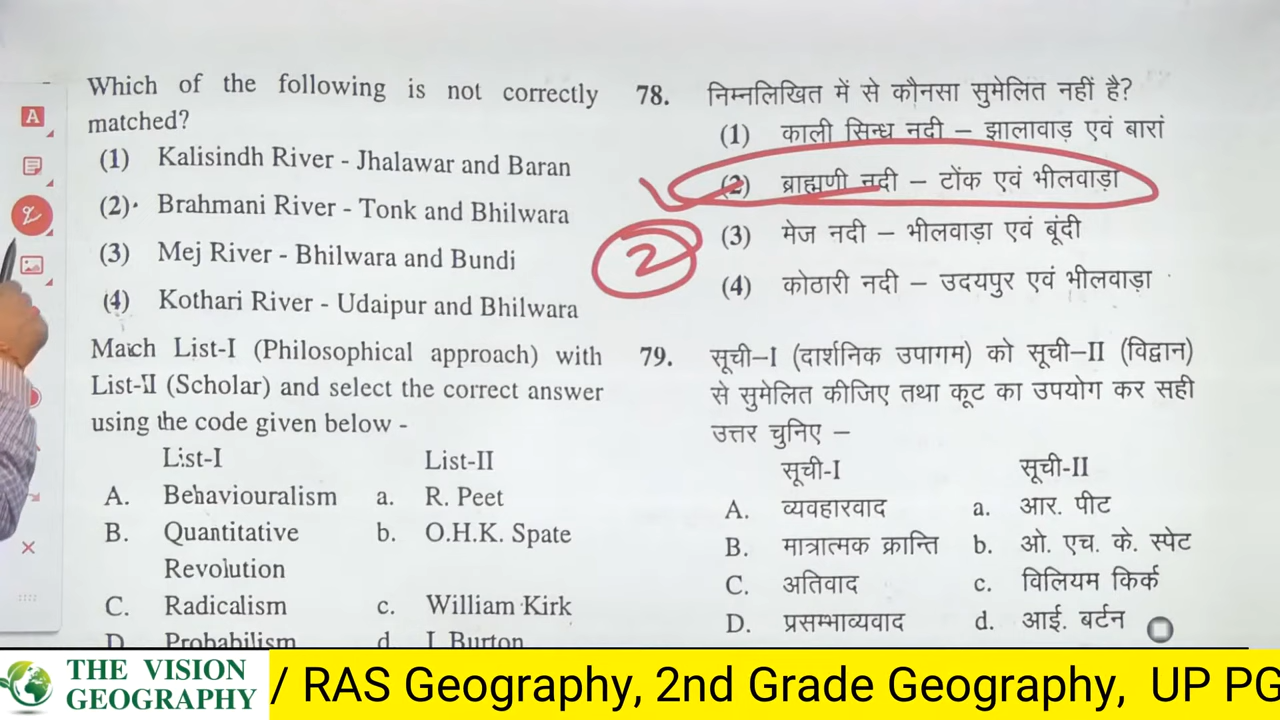 Which of the following is not correctly
matched?
(1) Kalisindh River - Jhalawar and Baran
(2) Brahmani River - Tonk and Bhilwara
(3) Mej River - Bhilwara and Bundi
(4) Kothari River - Udaipur and Bhilwara
Match List-I (Philosophical approach) with
List-II (Scholar) and select the correct answer
using the code given below -
List-I List-II
A. Behaviouralism a. R. Peet
B. Quantitative b. O.H.K. Spate
Revolution
C. Radicalism c. William Kirk
D. Probabilism d. I. Burton
78. निम्नलिखित में से कौनसा सुमेलित नहीं है?
(1) काली सिन्ध नदी – झालावाड़ एवं बारां
(2) ब्राह्मणी नदी – टोंक एवं भीलवाड़ा
(3) मेज नदी – भीलवाड़ा एवं बूंदी
(4) कोठारी नदी – उदयपुर एवं भीलवाड़ा
2
79. सूची–I (दार्शनिक उपागम) को सूची–II (विद्वान)
से सुमेलित कीजिए तथा कूट का उपयोग कर सही
उत्तर चुनिए –
सूची-I सूची-II
A. व्यवहारवाद a. आर. पीट
B. मात्रात्मक क्रान्ति b. ओ. एच. के. स्पेट
C. अतिवाद c. विलियम किर्क
D. प्रसम्भाव्यवाद d. आई. बर्टन
A
THE VISION
GEOGRAPHY
/ RAS Geography, 2nd Grade Geography, UP PG